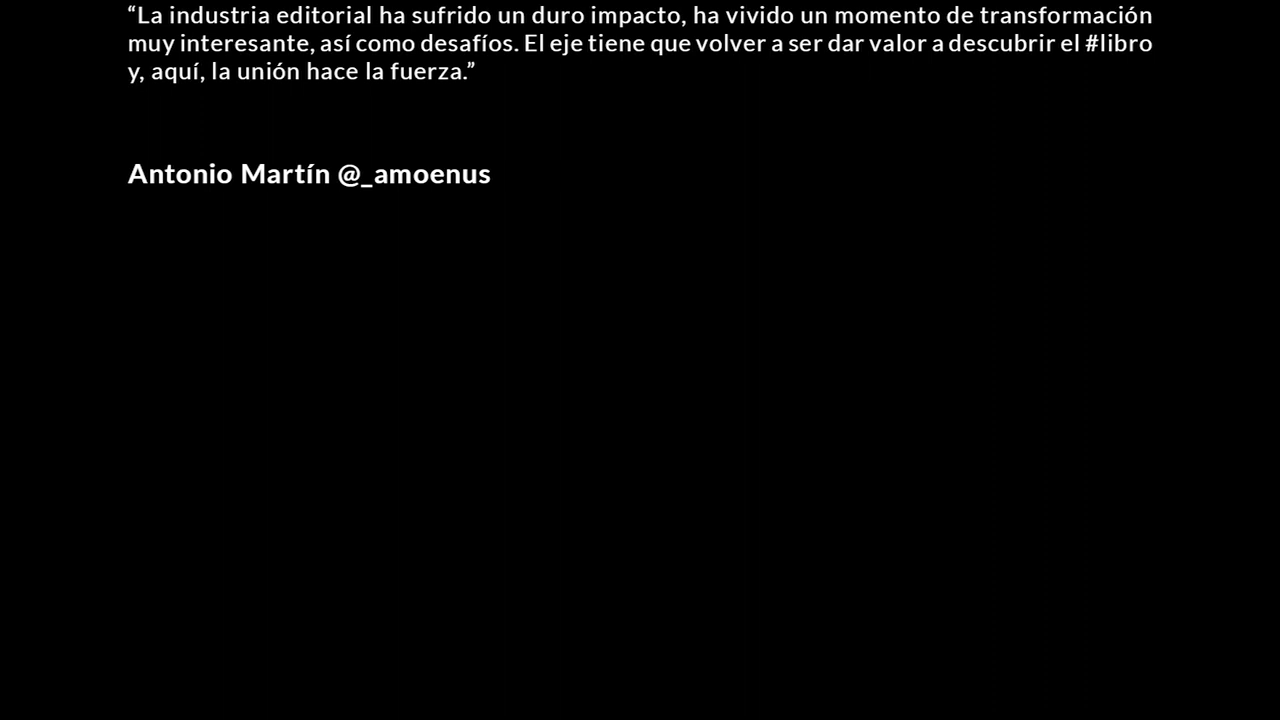 “La industria editorial ha sufrido un duro impacto, ha vivido un momento de transformación
muy interesante, así como desafíos. El eje tiene que volver a ser dar valor a descubrir el #libro
y, aquí, la unión hace la fuerza.”
Antonio Martín @_amoenus